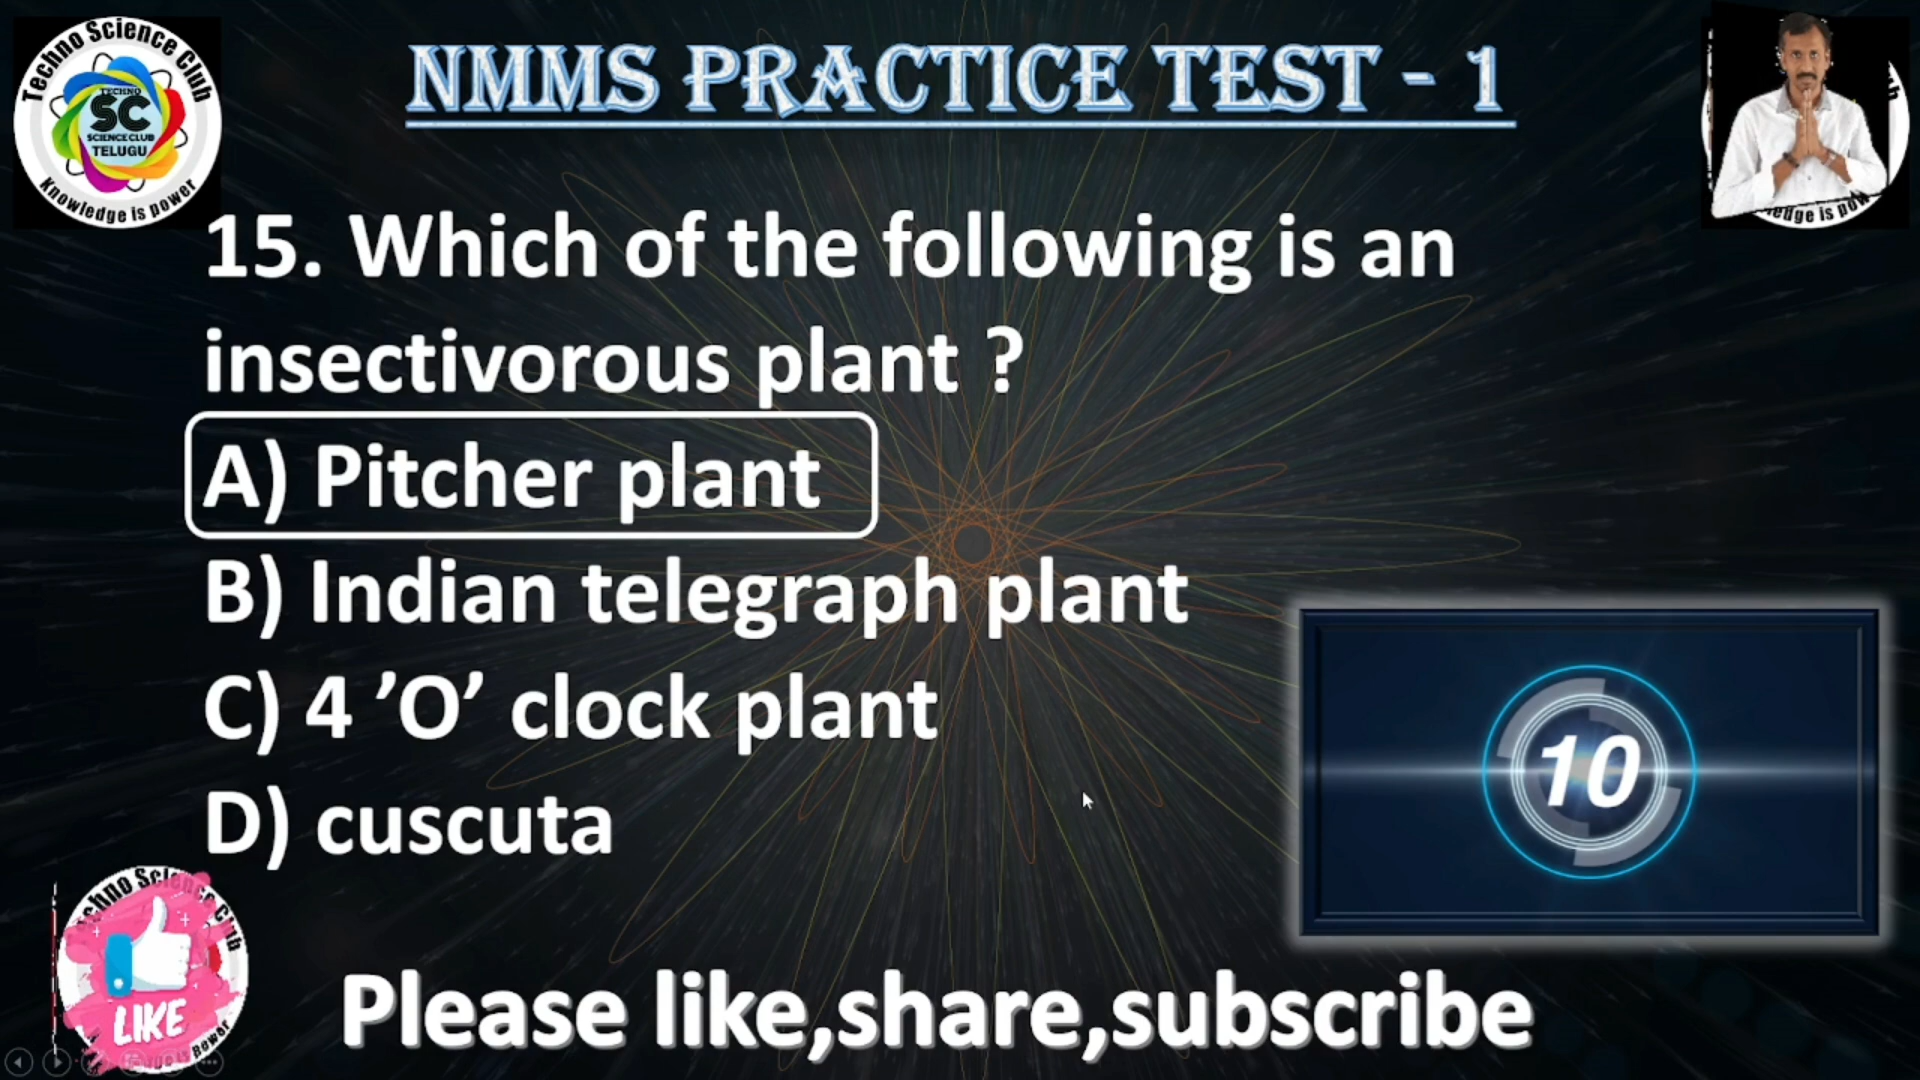 Techno Science Club
TECHNO
SC
SCIENCE CLUB
TELUGU
Knowledge is power
NMMS PRACTICE TEST - 1
15. Which of the following is an
insectivorous plant ?
A) Pitcher plant
B) Indian telegraph plant
C) 4 ’O’ clock plant
D) cuscuta
10
LIKE
Please like,share,subscribe